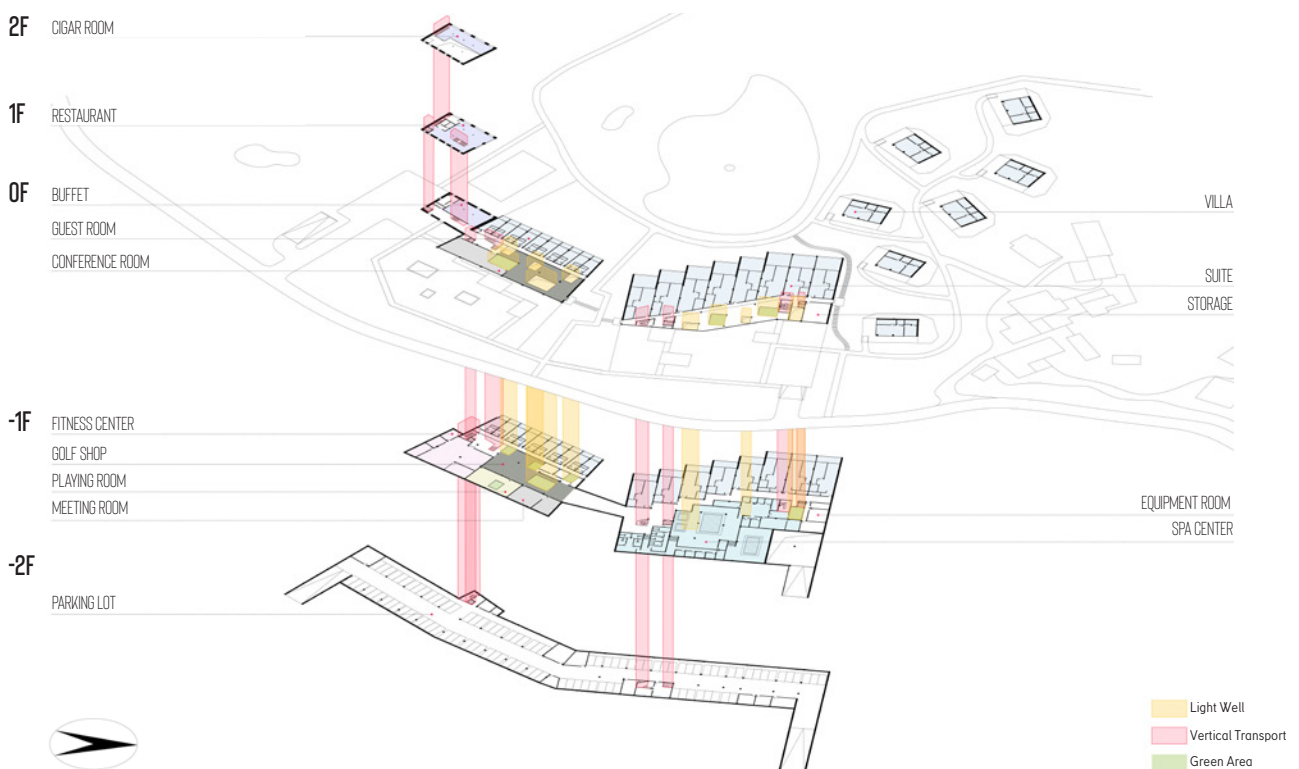 2F CIGAR ROOM
1F RESTAURANT
0F BUFFET
GUEST ROOM
CONFERENCE ROOM
VILLA
SUITE
STORAGE
-1F FITNESS CENTER
GOLF SHOP
PLAYING ROOM
MEETING ROOM
EQUIPMENT ROOM
SPA CENTER
-2F
PARKING LOT
Light Well
Vertical Transport
Green Area